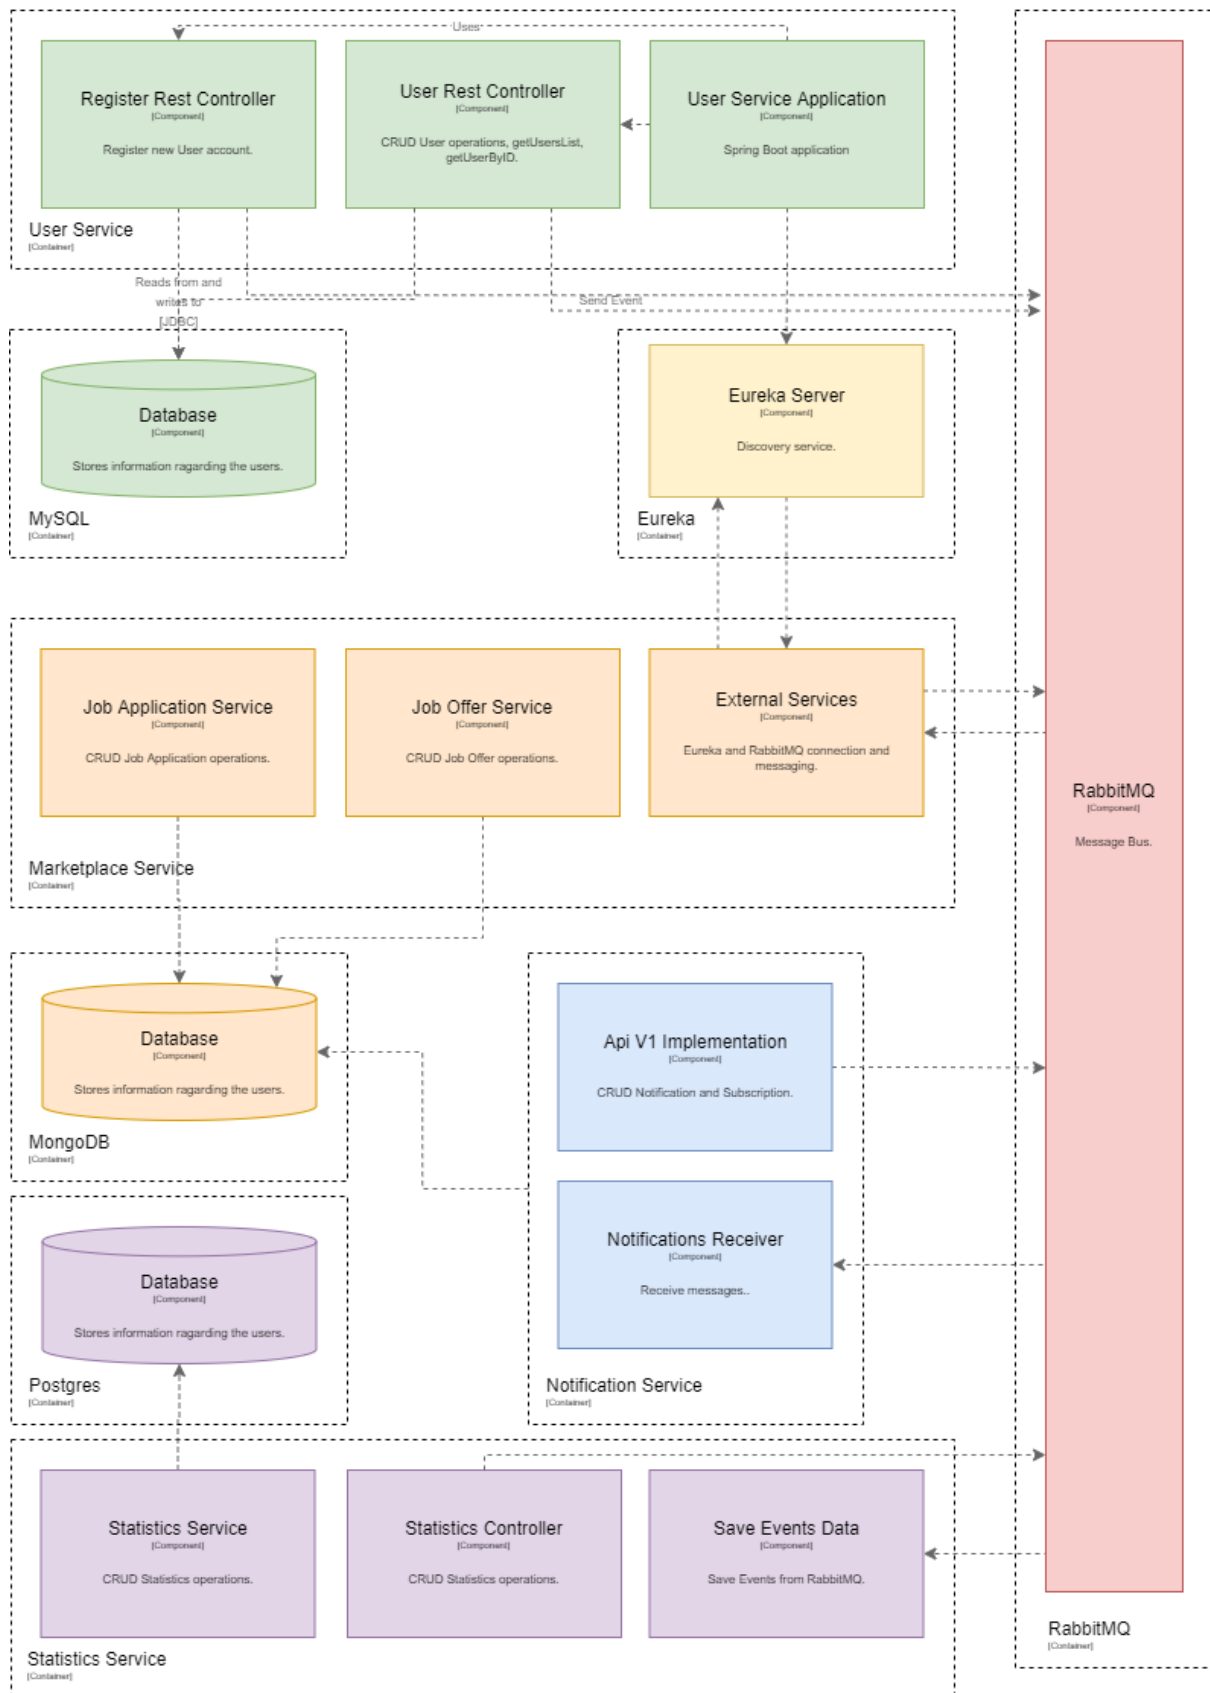 Uses
Register Rest Controller
[Component]
Register new User account.
User Rest Controller
[Component]
CRUD User operations, getUsersList,
getUserByID.
User Service Application
[Component]
Spring Boot application
User Service
[Container]
Reads from and
writes to
[JDBC]
Send Event
Database
[Component]
Stores information ragarding the users.
MySQL
[Container]
Eureka Server
[Component]
Discovery service.
Eureka
[Container]
Job Application Service
[Component]
CRUD Job Application operations.
Job Offer Service
[Component]
CRUD Job Offer operations.
External Services
[Component]
Eureka and RabbitMQ connection and
messaging.
Marketplace Service
[Container]
RabbitMQ
[Component]
Message Bus.
Database
[Component]
Stores information ragarding the users.
MongoDB
[Container]
Api V1 Implementation
[Component]
CRUD Notification and Subscription.
Notifications Receiver
[Component]
Receive messages..
Notification Service
[Container]
Database
[Component]
Stores information ragarding the users.
Postgres
[Container]
Statistics Service
[Component]
CRUD Statistics operations.
Statistics Controller
[Component]
CRUD Statistics operations.
Save Events Data
[Component]
Save Events from RabbitMQ.
Statistics Service
[Container]
RabbitMQ
[Container]